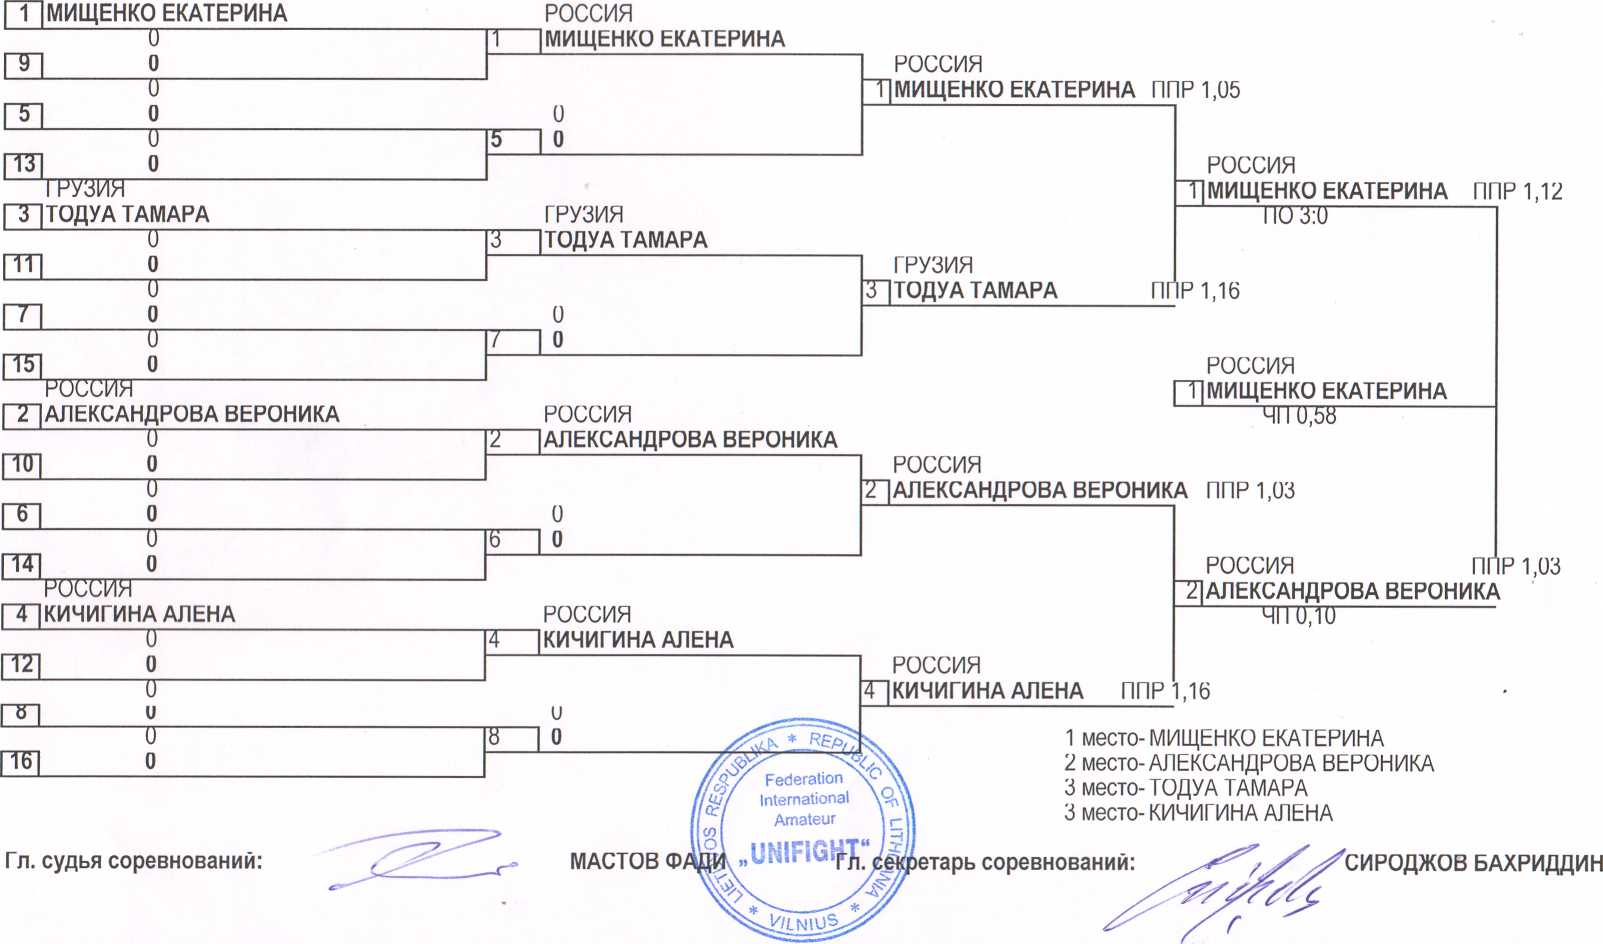 1 МИЩЕНКО ЕКАТЕРИНА
0
9 0
0
5 0
0
13 0
ГРУЗИЯ
3 ТОДУА ТАМАРА
0
11 0
0
7 0
0
15 0
РОССИЯ
2 АЛЕКСАНДРОВА ВЕРОНИКА
0
10 0
0
6 0
0
14 0
РОССИЯ
4 КИЧИГИНА АЛЕНА
0
12 0
0
8 0
0
16 0
РОССИЯ
1 МИЩЕНКО ЕКАТЕРИНА
0
5 0
ГРУЗИЯ
3 ТОДУА ТАМАРА
0
7 0
РОССИЯ
2 АЛЕКСАНДРОВА ВЕРОНИКА
0
6 0
РОССИЯ
4 КИЧИГИНА АЛЕНА
0
8 0
РОССИЯ
1 МИЩЕНКО ЕКАТЕРИНА ППР 1,05
ГРУЗИЯ
3 ТОДУА ТАМАРА ППР 1,16
РОССИЯ
2 АЛЕКСАНДРОВА ВЕРОНИКА ППР 1,03
РОССИЯ
4 КИЧИГИНА АЛЕНА ППР 1,16
РОССИЯ
1 МИЩЕНКО ЕКАТЕРИНА ППР 1,12
ПО 3:0
РОССИЯ
1 МИЩЕНКО ЕКАТЕРИНА
ЧП 0,58
РОССИЯ ППР 1,03
2 АЛЕКСАНДРОВА ВЕРОНИКА
ЧП 0,10
1 место- МИЩЕНКО ЕКАТЕРИНА
2 место- АЛЕКСАНДРОВА ВЕРОНИКА
3 место- ТОДУА ТАМАРА
3 место- КИЧИГИНА АЛЕНА
Гл. судья соревнований: МАСТОВ ФАДИ Гл. секретарь соревнований: СИРОДЖОВ БАХРИДДИН
LIETUVOS RESPUBLIKA * REPUBLIC OF LITHUANIA * VILNIUS *
Federation
International
Amateur
„UNIFIGHT“